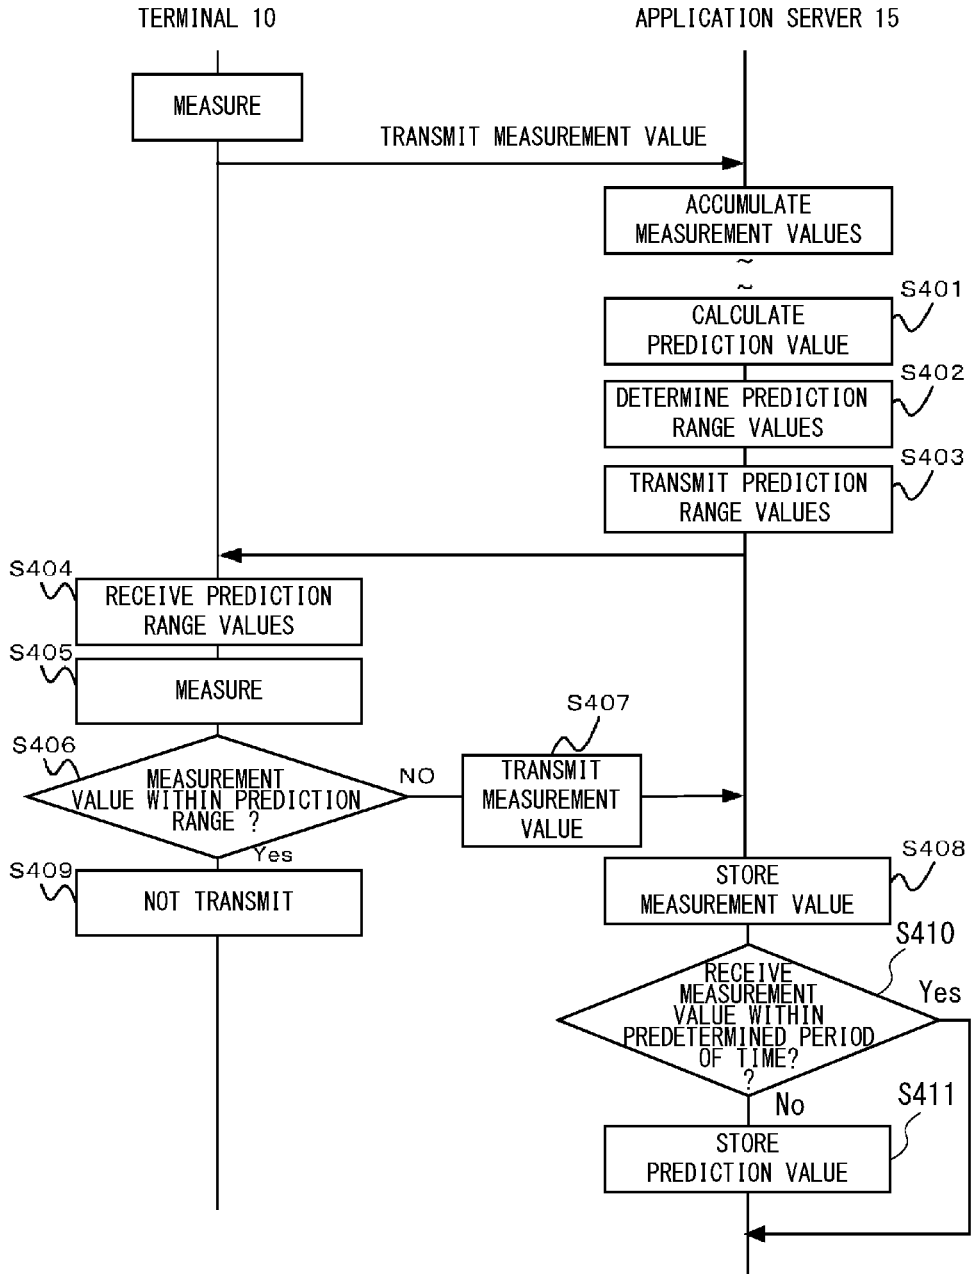 TERMINAL 10
APPLICATION SERVER 15
MEASURE
TRANSMIT MEASUREMENT VALUE
ACCUMULATE
MEASUREMENT VALUES
~
~
S401
CALCULATE
PREDICTION VALUE
S402
DETERMINE PREDICTION
RANGE VALUES
S403
TRANSMIT PREDICTION
RANGE VALUES
S404
RECEIVE PREDICTION
RANGE VALUES
S405
MEASURE
S406
MEASUREMENT
VALUE WITHIN PREDICTION
RANGE ?
NO
S407
TRANSMIT
MEASUREMENT
VALUE
Yes
S409
NOT TRANSMIT
S408
STORE
MEASUREMENT VALUE
S410
RECEIVE
MEASUREMENT
VALUE WITHIN
PREDETERMINED PERIOD
OF TIME?
?
Yes
No
S411
STORE
PREDICTION VALUE